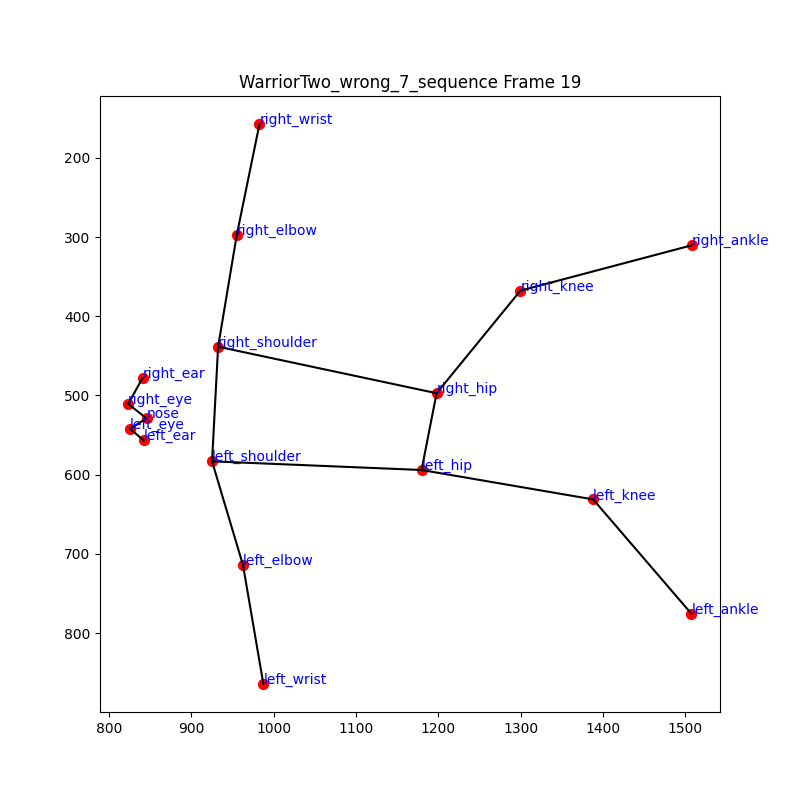 WarriorTwo_wrong_7_sequence Frame 19
right_wrist
right_elbow
right_ankle
right_knee
right_shoulder
right_ear
right_hip
right_eye
nose
left_eye
left_ear
left_shoulder
left_hip
left_knee
left_elbow
left_ankle
left_wrist
200
300
400
500
600
700
800
800 900 1000 1100 1200 1300 1400 1500